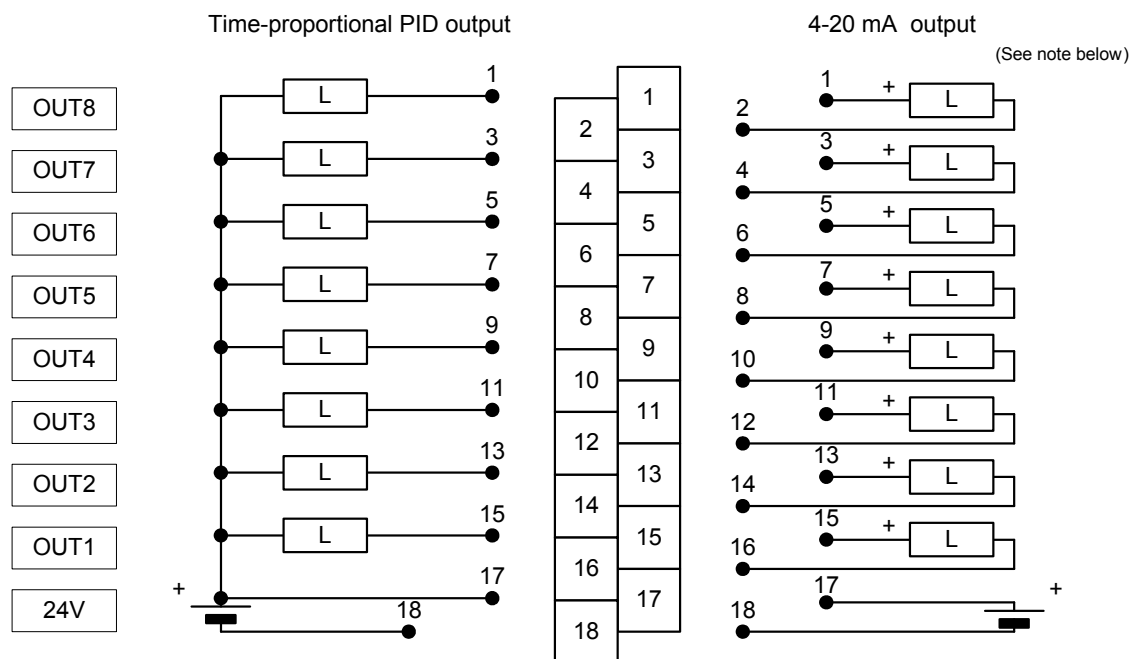 Time-proportional PID output
4-20 mA output
(See note below)
OUT8
L
1
1
2
1
+
L
2
OUT7
L
3
3
4
3
+
L
4
OUT6
L
5
5
6
5
+
L
6
OUT5
L
7
7
8
7
+
L
8
OUT4
L
9
9
10
9
+
L
10
OUT3
L
11
11
12
11
+
L
12
OUT2
L
13
13
14
13
+
L
14
OUT1
L
15
15
16
15
+
L
16
24V
+
17
18
17
18
17
18
+